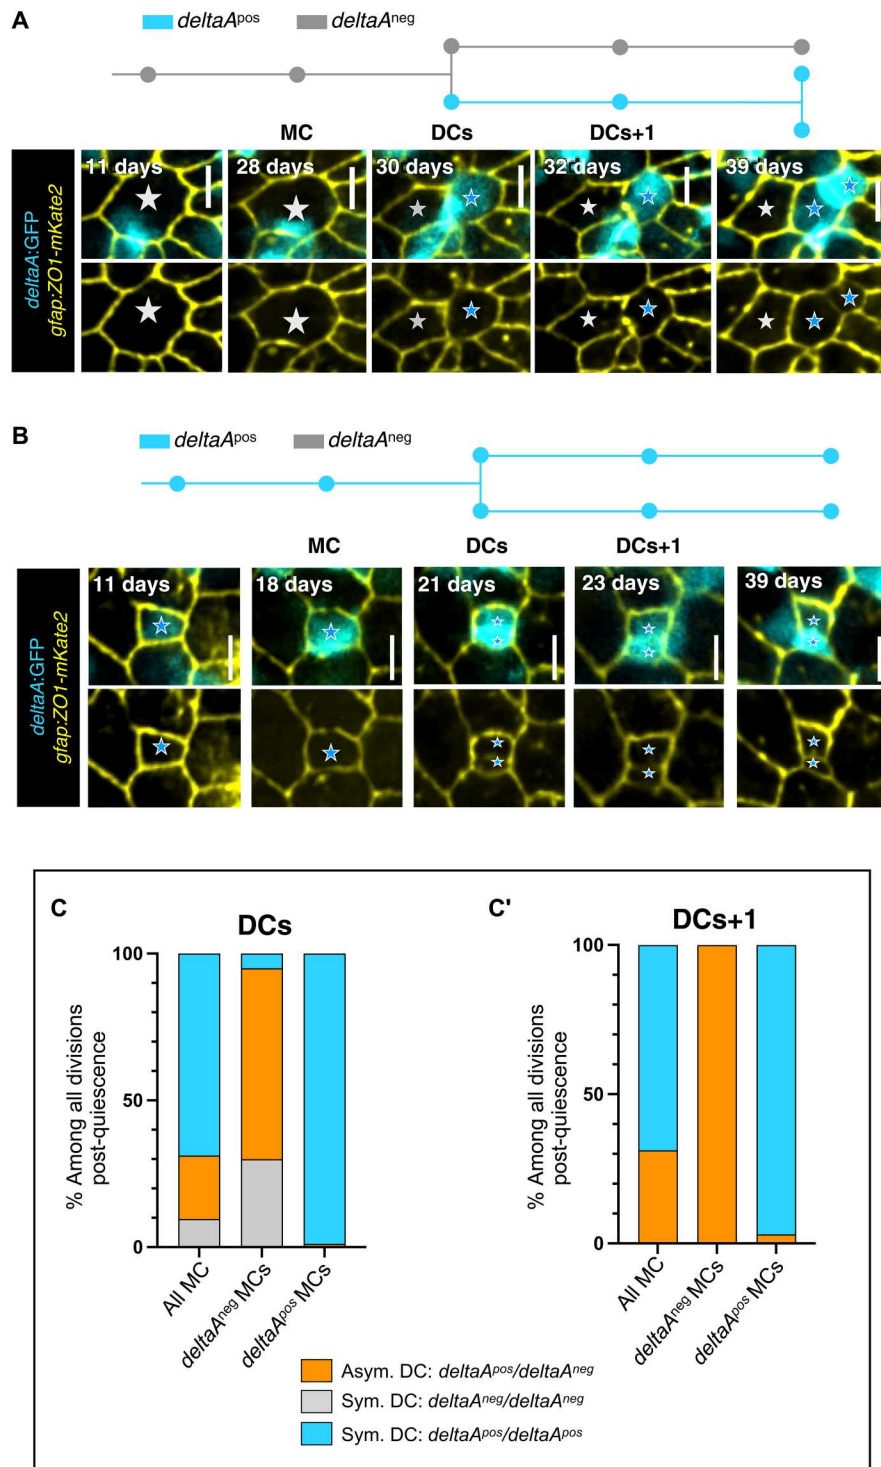 A
deltaApos deltaAneg
MC DCs DCs+1
11 days 28 days 30 days 32 days 39 days
deltaA:GFP
gfap:ZO1-mKate2
B
deltaApos deltaAneg
MC DCs DCs+1
11 days 18 days 21 days 23 days 39 days
deltaA:GFP
gfap:ZO1-mKate2
C
DCs
% Among all divisions
post-quiescence
100
50
0
All MC
deltaAneg MCs
deltaApos MCs
C'
DCs+1
% Among all divisions
post-quiescence
100
50
0
All MC
deltaAneg MCs
deltaApos MCs
Asym. DC: deltaApos/deltaAneg
Sym. DC: deltaAneg/deltaAneg
Sym. DC: deltaApos/deltaApos